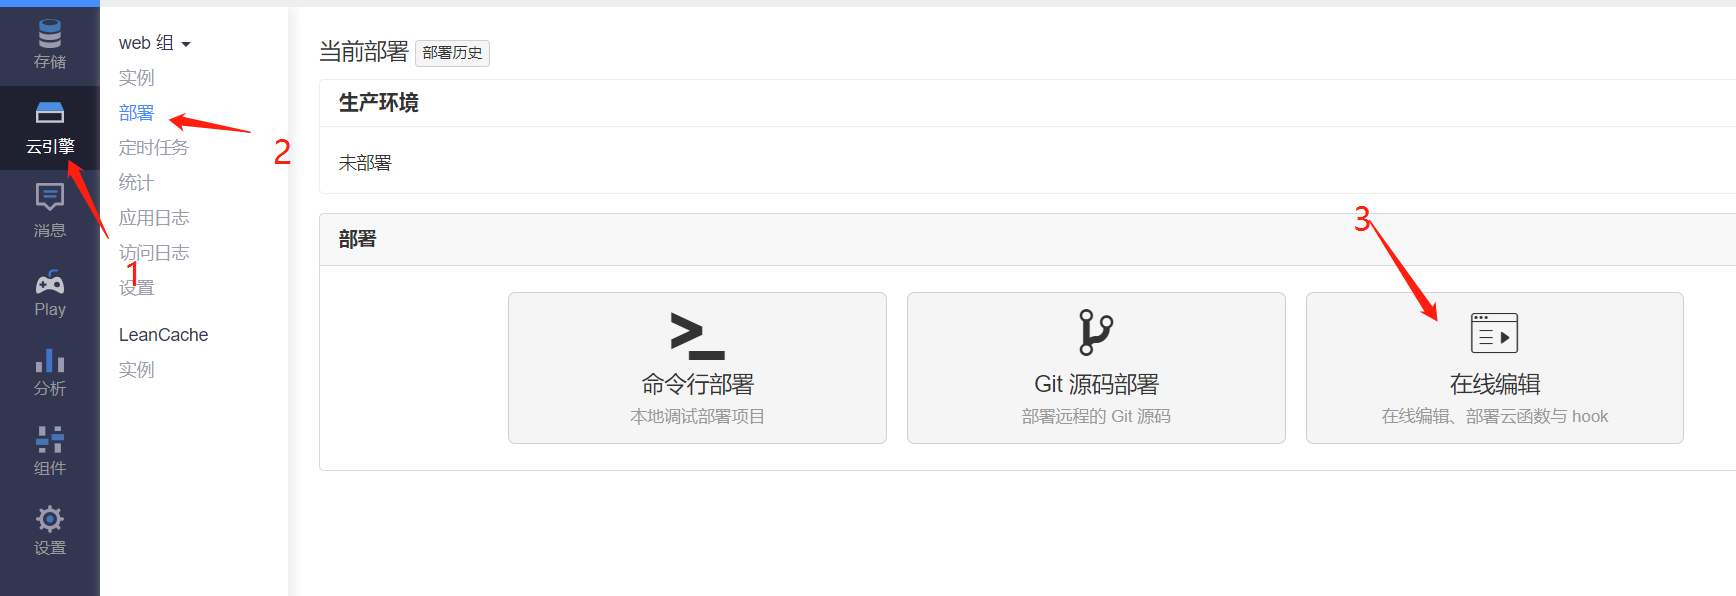 存储
云引擎
消息
Play
分析
组件
设置
web 组
实例
部署
定时任务
统计
应用日志
访问日志
设置
LeanCache
实例
1
2
当前部署 部署历史
生产环境
未部署
部署
3
命令行部署
本地调试部署项目
Git 源码部署
部署远程的 Git 源码
在线编辑
在线编辑、部署云函数与 hook